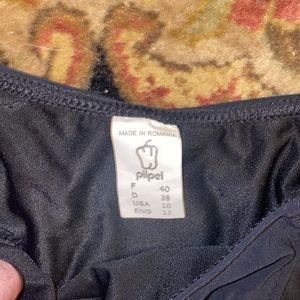 MADE IN ROMANIA
pilpel
F 40
D 38
USA 10
ENG 12